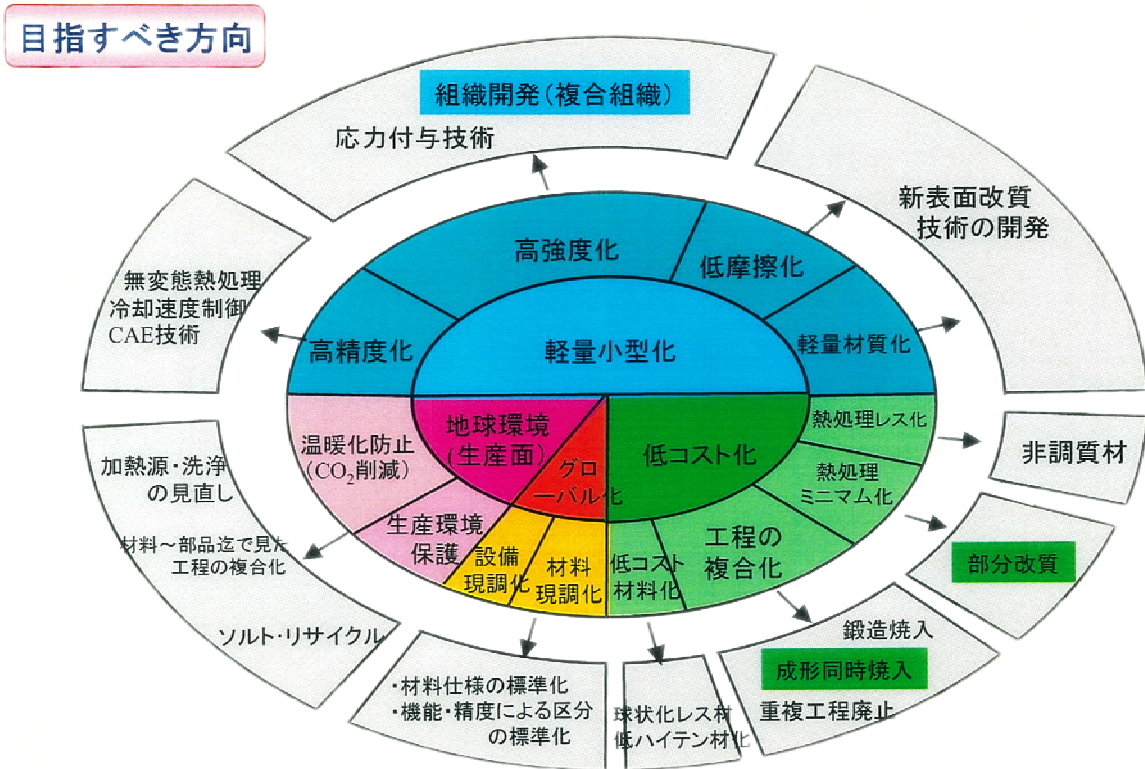 目指すべき方向
組織開発(複合組織)
応力付与技術
新表面改質
技術の開発
無変態熱処理
冷却速度制御
CAE技術
高強度化
低摩擦化
高精度化
軽量小型化
軽量材質化
地球環境
(生産面)
グロ
ーバル化
低コスト化
熱処理レス化
熱処理
ミニマム化
温暖化防止
(CO₂削減)
生産環境
保護
設備
現調化
材料
現調化
低コスト
材料化
工程の
複合化
非調質材
部分改質
鍛造焼入
成形同時焼入
重複工程廃止
球状化レス材
低ハイテン材化
・材料仕様の標準化
・機能・精度による区分
の標準化
加熱源・洗浄
の見直し
材料～部品迄で見た
工程の複合化
ソルト・リサイクル